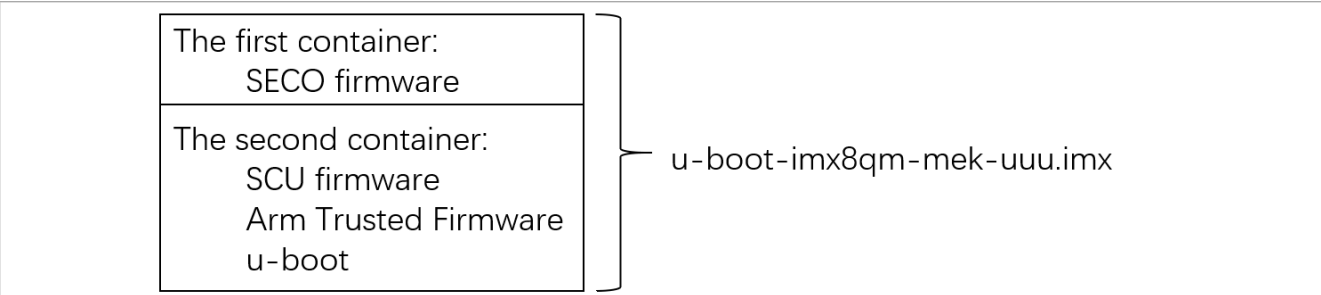 The first container:
SECO firmware
The second container:
SCU firmware
Arm Trusted Firmware
u-boot
u-boot-imx8qm-mek-uuu.imx